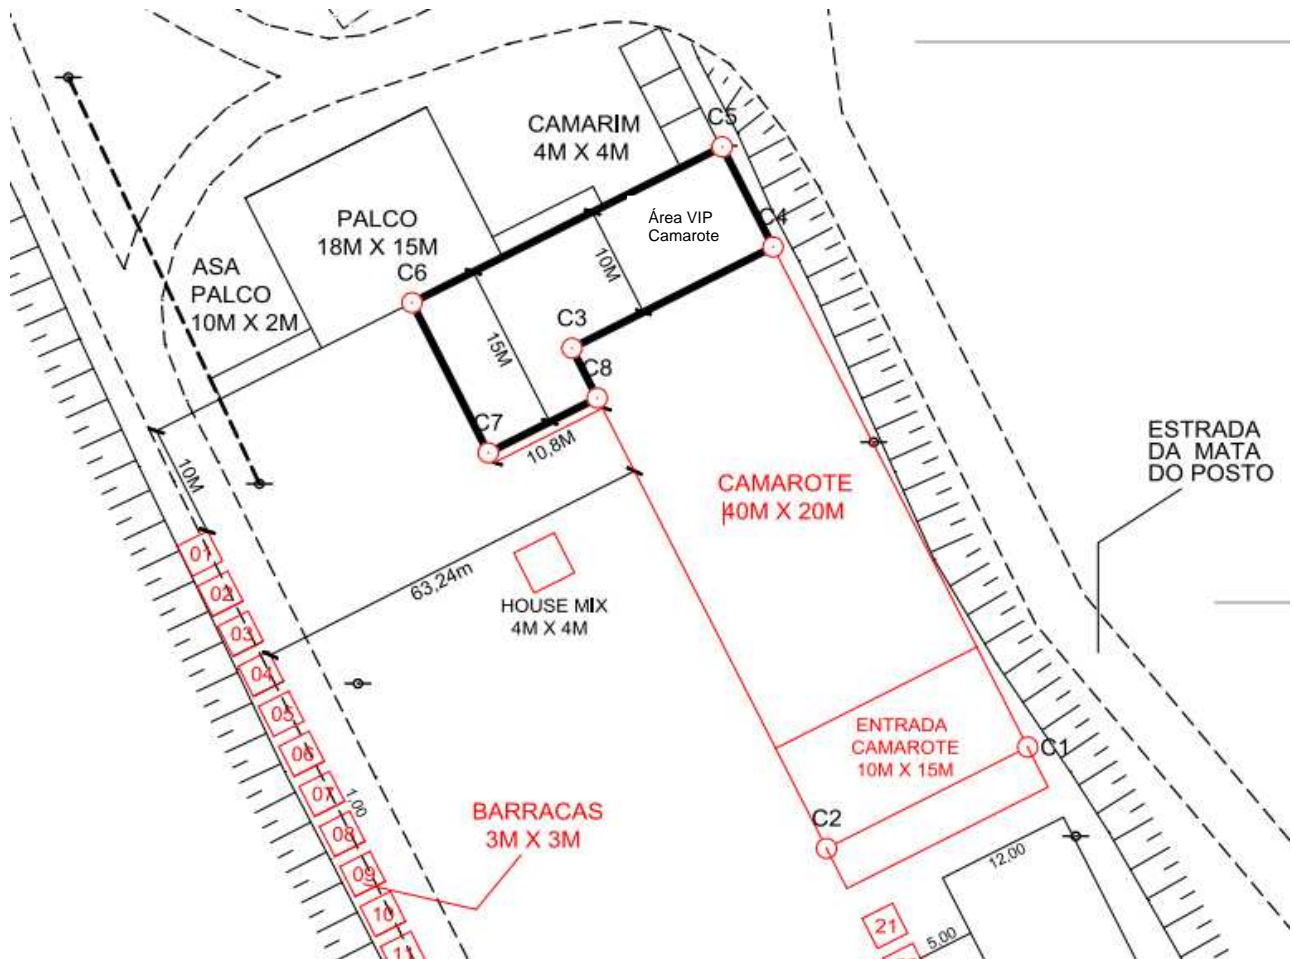 C5
CAMARIM
4M X 4M
Área VIP
Camarote
C4
PALCO
18M X 15M
C6
ASA
PALCO
10M X 2M
10M
C3
15M
C8
C7
10,8M
10M
ESTRADA
DA MATA
DO POSTO
CAMAROTE
40M X 20M
63,24m
HOUSE MIX
4M X 4M
01
02
03
04
05
06
07
08
09
10
11
1,00
ENTRADA
CAMAROTE
10M X 15M
C1
C2
BARRACAS
3M X 3M
12,00
21
5,00